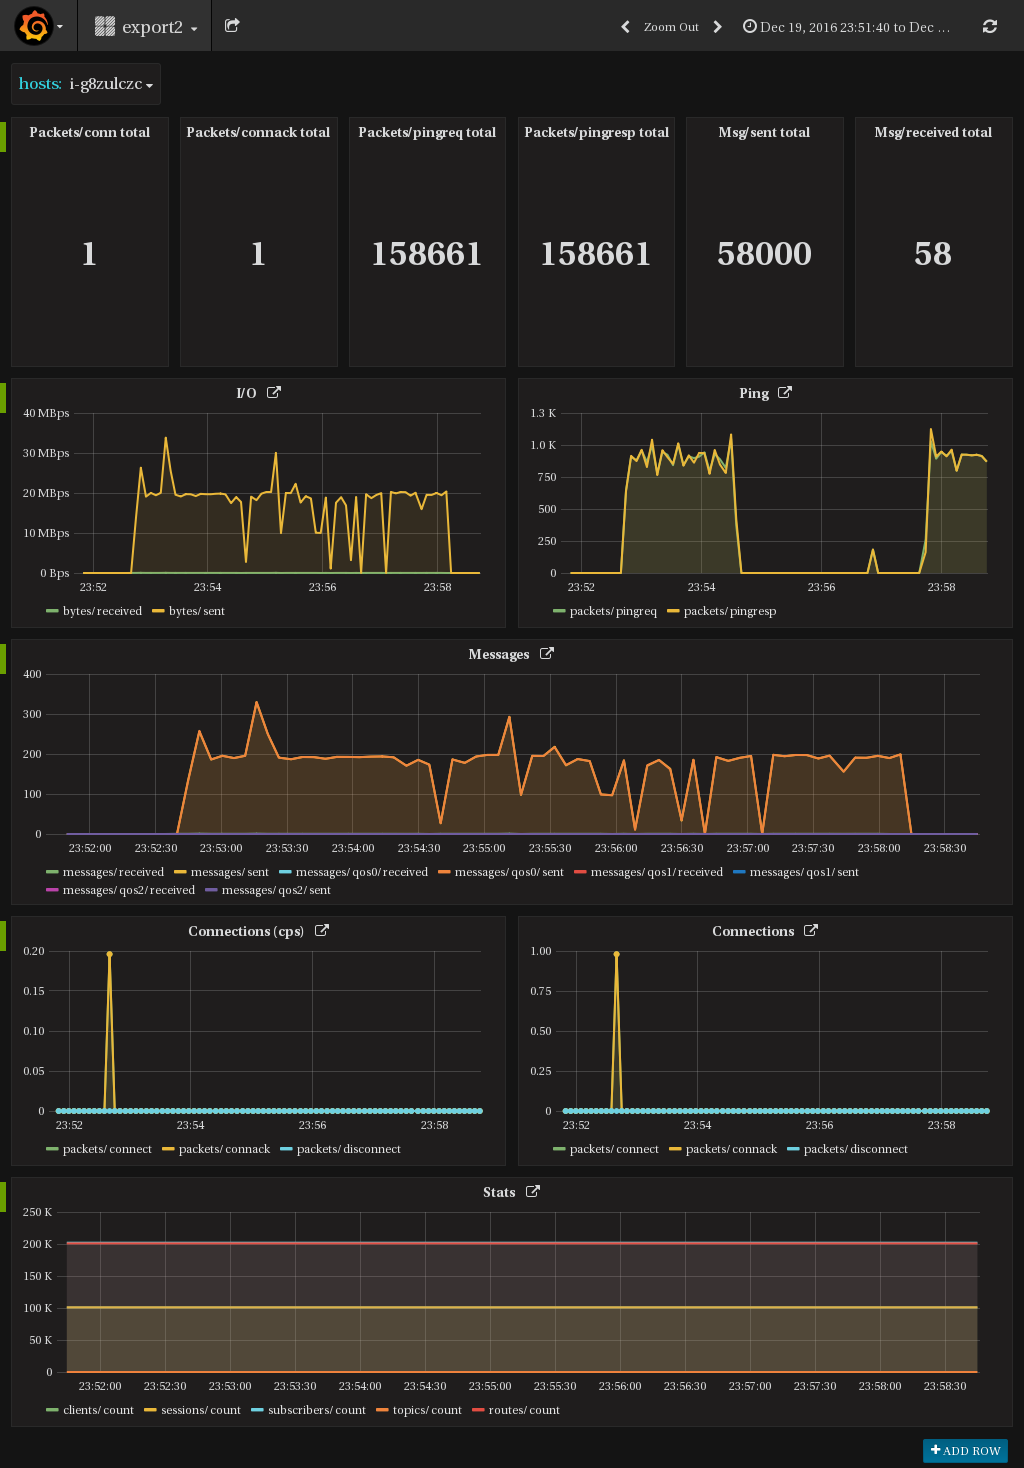 export2
Zoom Out
Dec 19, 2016 23:51:40 to Dec ...
hosts: i-g8zulczc
Packets/conn total Packets/connack total Packets/pingreq total Packets/pingresp total Msg/sent total Msg/received total
1 1 158661 158661 58000 58
I/O
40 MBps
30 MBps
20 MBps
10 MBps
0 Bps
23:52 23:54 23:56 23:58
bytes/received bytes/sent
Ping
1.3 K
1.0 K
750
500
250
0
23:52 23:54 23:56 23:58
packets/pingreq packets/pingresp
Messages
400
300
200
100
0
23:52:00 23:52:30 23:53:00 23:53:30 23:54:00 23:54:30 23:55:00 23:55:30 23:56:00 23:56:30 23:57:00 23:57:30 23:58:00 23:58:30
messages/received messages/sent messages/qos0/received messages/qos0/sent messages/qos1/received messages/qos1/sent
messages/qos2/received messages/qos2/sent
Connections (cps)
0.20
0.15
0.10
0.05
0
23:52 23:54 23:56 23:58
packets/connect packets/connack packets/disconnect
Connections
1.00
0.75
0.50
0.25
0
23:52 23:54 23:56 23:58
packets/connect packets/connack packets/disconnect
Stats
250 K
200 K
150 K
100 K
50 K
0
23:52:00 23:52:30 23:53:00 23:53:30 23:54:00 23:54:30 23:55:00 23:55:30 23:56:00 23:56:30 23:57:00 23:57:30 23:58:00 23:58:30
clients/count sessions/count subscribers/count topics/count routes/count
ADD ROW